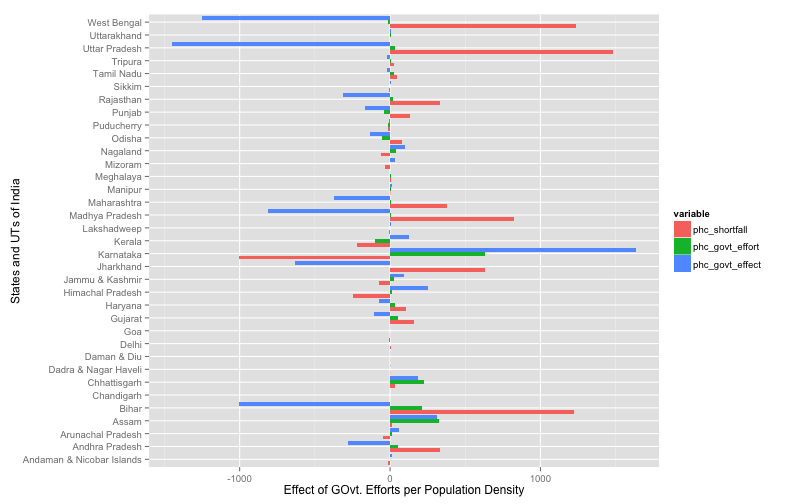 West Bengal
Uttarakhand
Uttar Pradesh
Tripura
Tamil Nadu
Sikkim
Rajasthan
Punjab
Puducherry
Odisha
Nagaland
Mizoram
Meghalaya
Manipur
Maharashtra
Madhya Pradesh
Lakshadweep
Kerala
Karnataka
Jharkhand
Jammu & Kashmir
Himachal Pradesh
Haryana
Gujarat
Goa
Delhi
Daman & Diu
Dadra & Nagar Haveli
Chhattisgarh
Chandigarh
Bihar
Assam
Arunachal Pradesh
Andhra Pradesh
Andaman & Nicobar Islands
States and UTs of India
-1000 0 1000
Effect of GOvt. Efforts per Population Density
variable
phc_shortfall
phc_govt_effort
phc_govt_effect